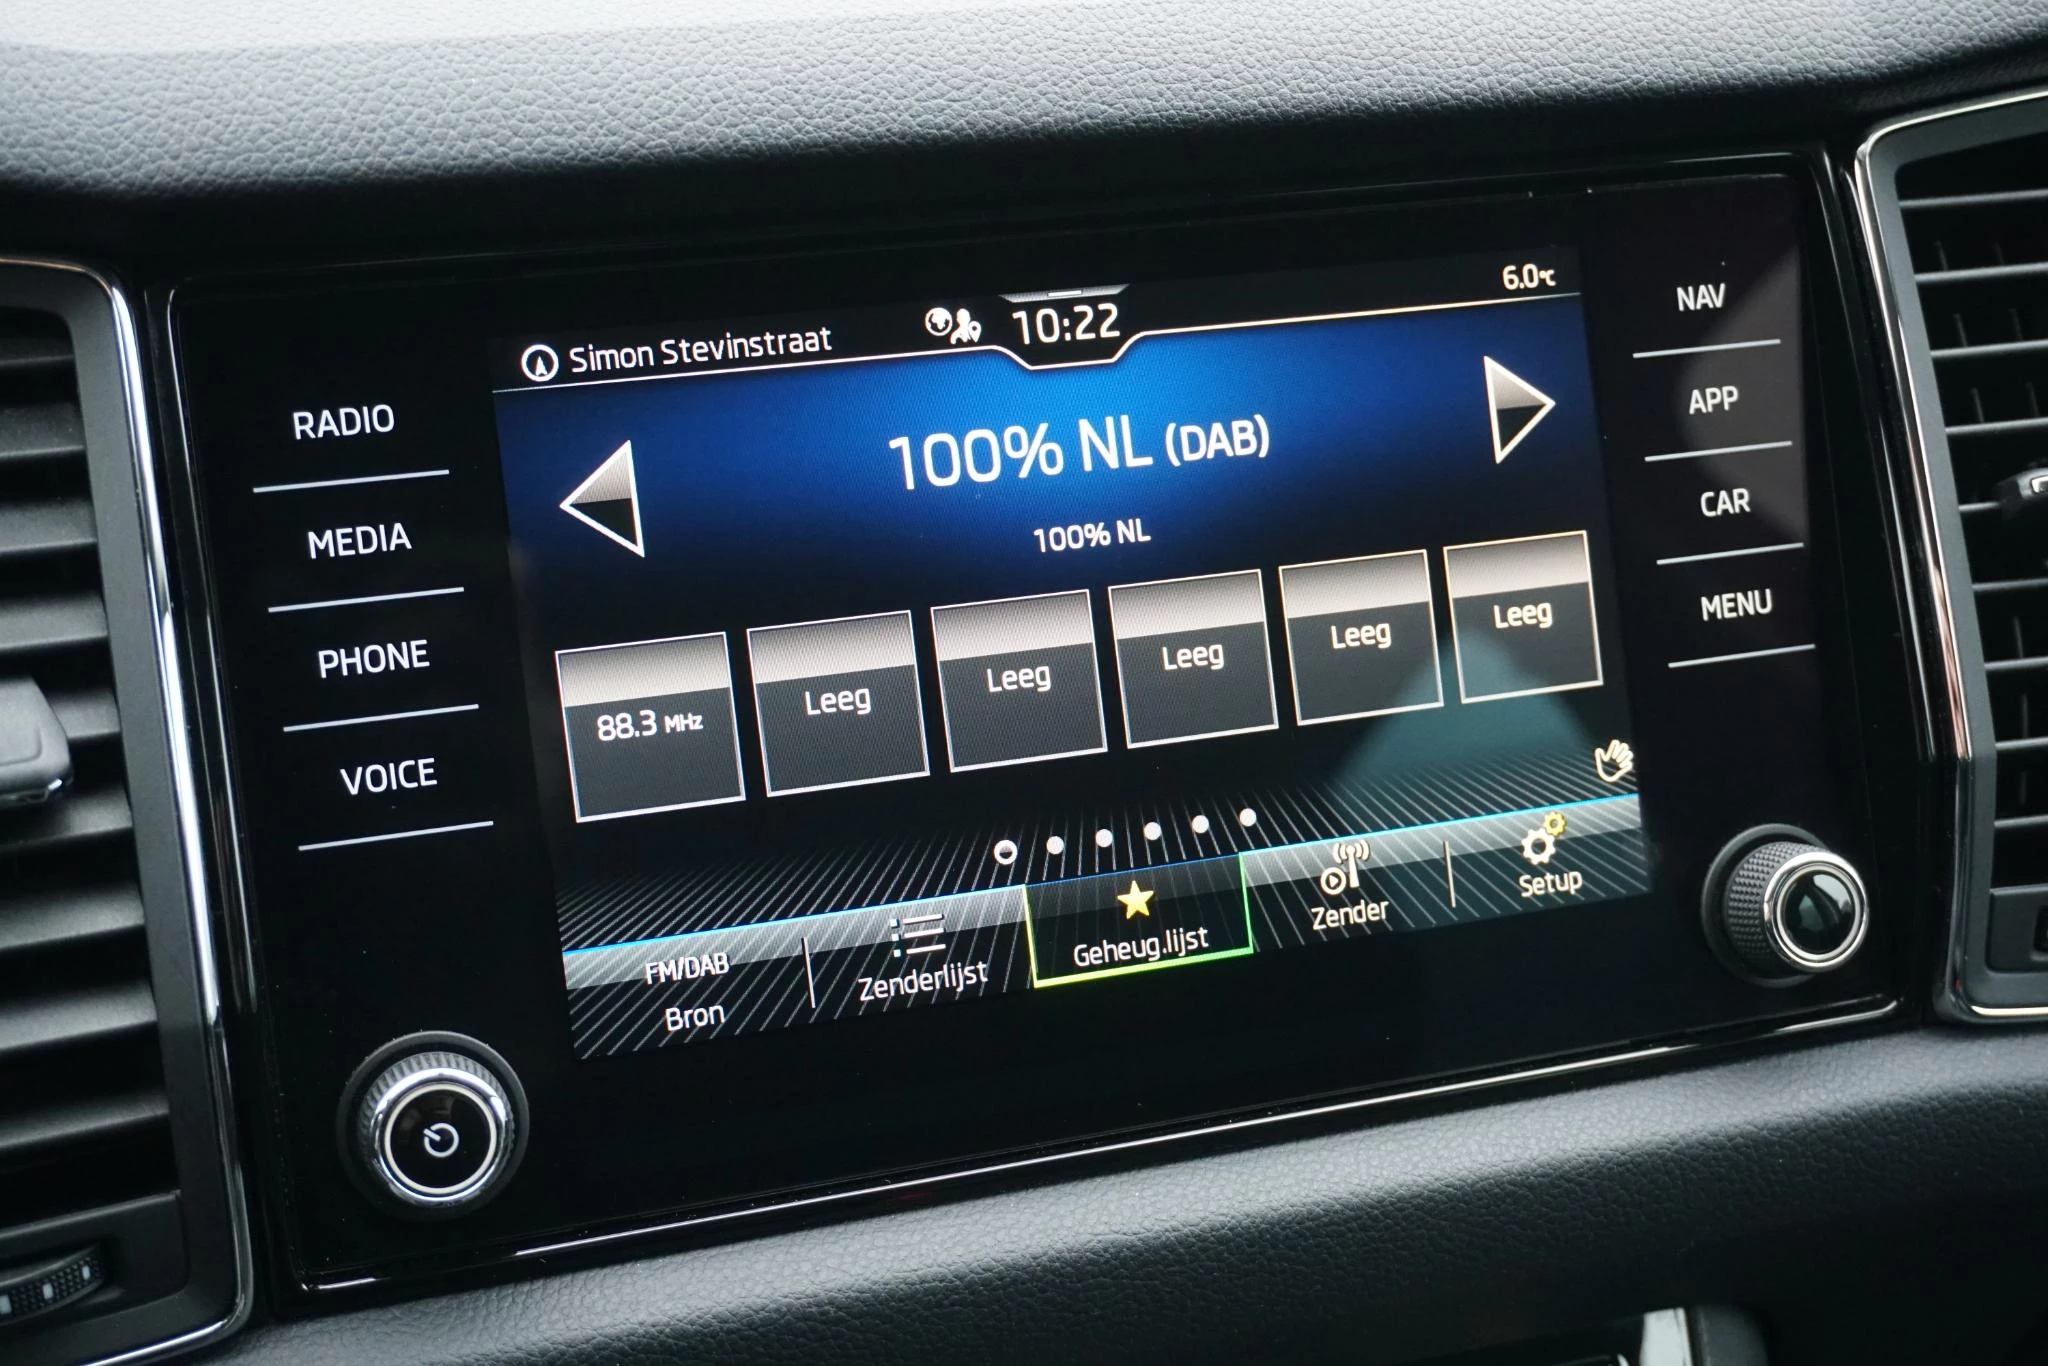 Simon Stevinstraat
10:22
6.0°C
RADIO
MEDIA
PHONE
VOICE
100% NL (DAB)
100% NL
88.3 MHz
Leeg
Leeg
Leeg
Leeg
Leeg
FM/DAB
Bron
Zenderlijst
Geheug.lijst
Zender
Setup
NAV
APP
CAR
MENU